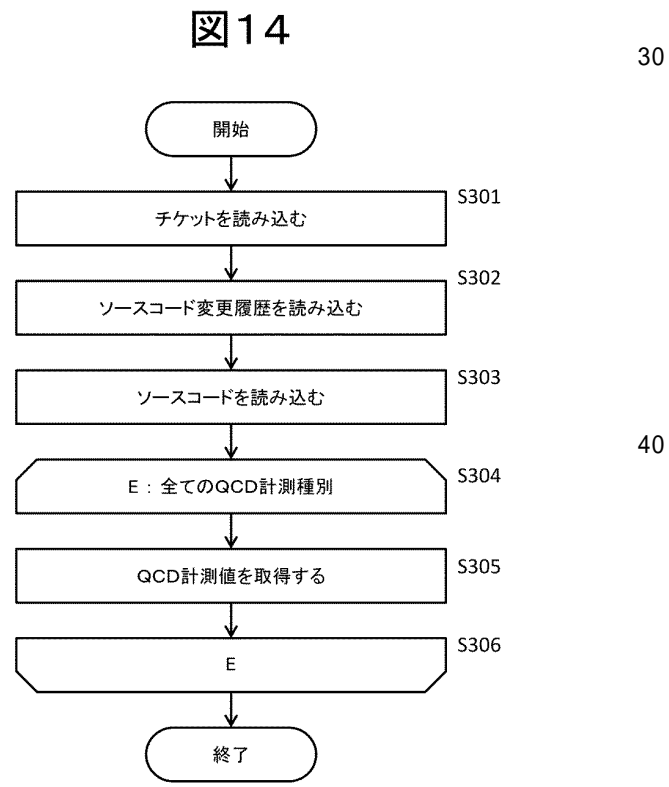 図14
30
開始
S301
チケットを読み込む
S302
ソースコード変更履歴を読み込む
S303
ソースコードを読み込む
40
S304
E：全てのQCD計測種別
S305
QCD計測値を取得する
S306
E
終了